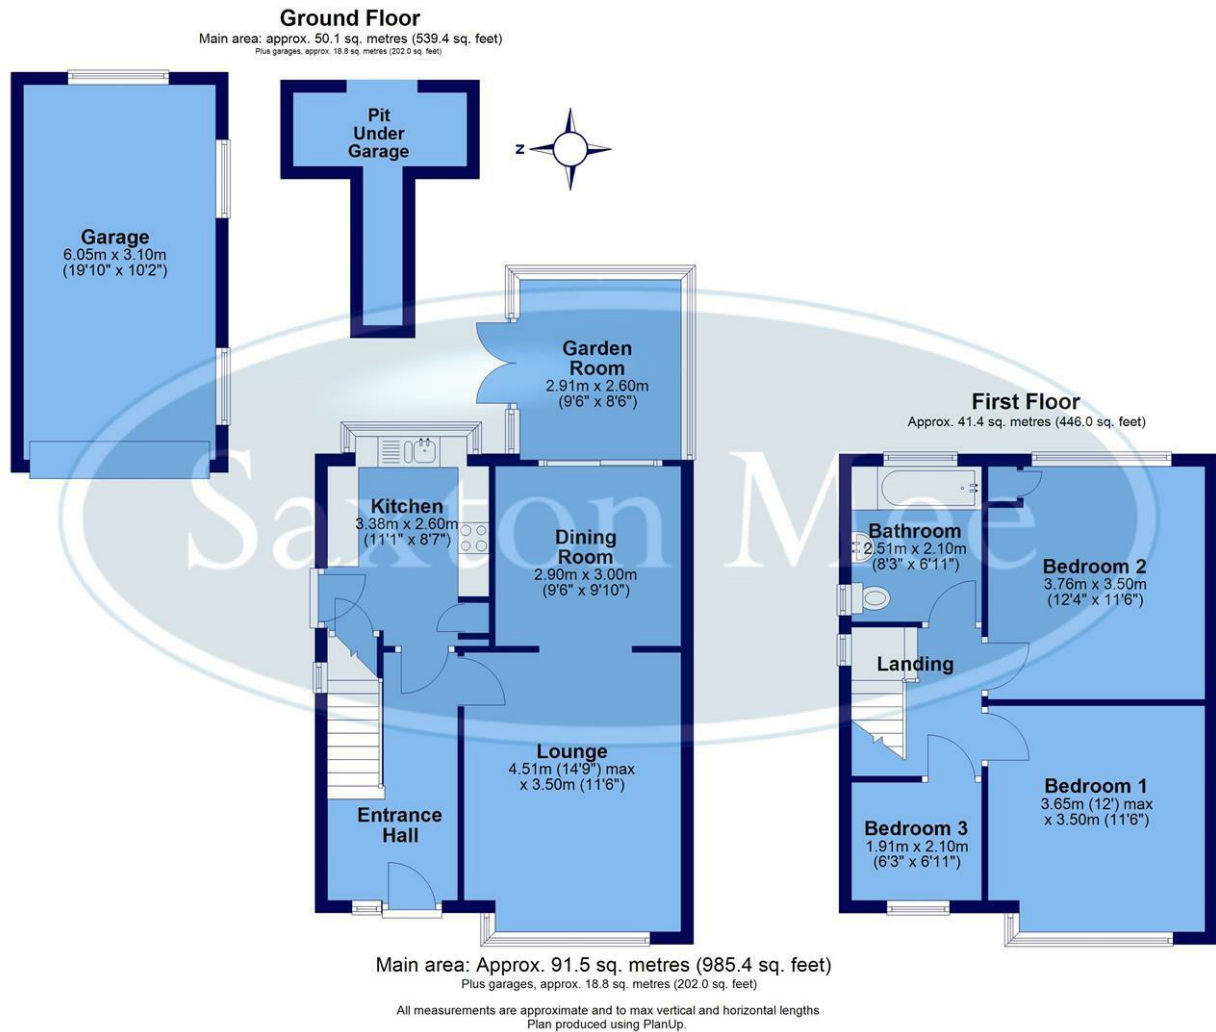 Ground Floor
Main area: approx. 50.1 sq. metres (539.4 sq. feet)
Plus garages, approx. 18.8 sq. metres (202.0 sq. feet)
Pit
Under
Garage
Z
Garage
6.05m x 3.10m
(19'10" x 10'2")
Garden
Room
2.91m x 2.60m
(9'6" x 8'6")
Kitchen
3.38m x 2.60m
(11'1" x 8'7")
Dining
Room
2.90m x 3.00m
(9'6" x 9'10")
Lounge
4.51m (14'9") max
x 3.50m (11'6")
Entrance
Hall
First Floor
Approx. 41.4 sq. metres (446.0 sq. feet)
Bathroom
2.51m x 2.10m
(8'3" x 6'11")
Bedroom 2
3.76m x 3.50m
(12'4" x 11'6")
Landing
Bedroom 1
3.65m (12') max
x 3.50m (11'6")
Bedroom 3
1.91m x 2.10m
(6'3" x 6'11")
Saxton Mee
Main area: Approx. 91.5 sq. metres (985.4 sq. feet)
Plus garages, approx. 18.8 sq. metres (202.0 sq. feet)
All measurements are approximate and to max vertical and horizontal lengths
Plan produced using PlanUp.